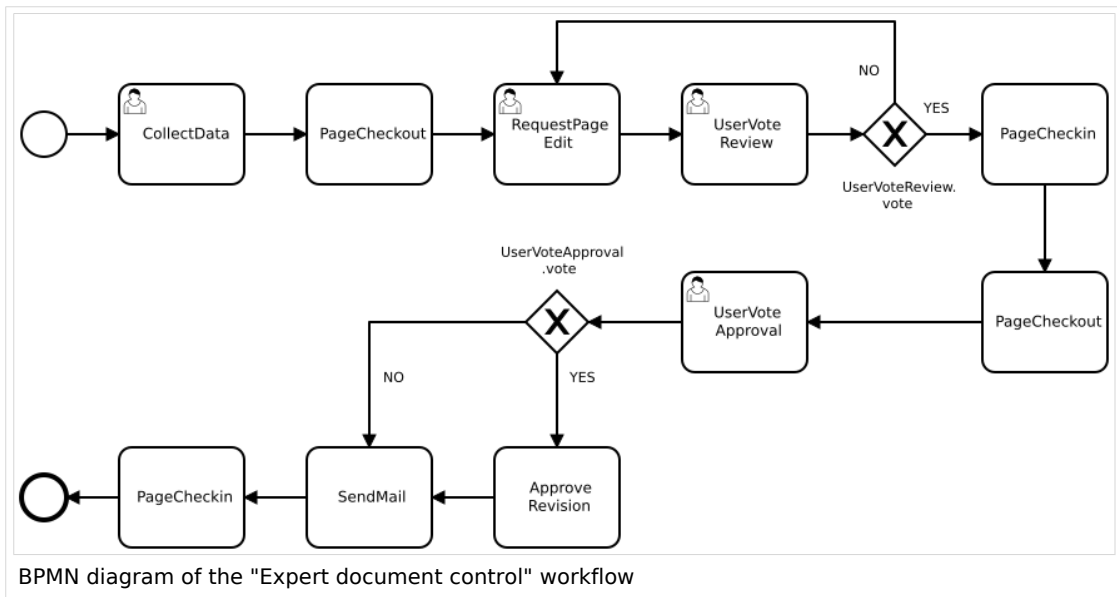 NO
CollectData
PageCheckout
RequestPage
Edit
UserVote
Review
YES
PageCheckin
UserVoteReview.
vote
UserVoteApproval
.vote
UserVote
Approval
PageCheckout
NO
YES
PageCheckin
SendMail
Approve
Revision
BPMN diagram of the "Expert document control" workflow